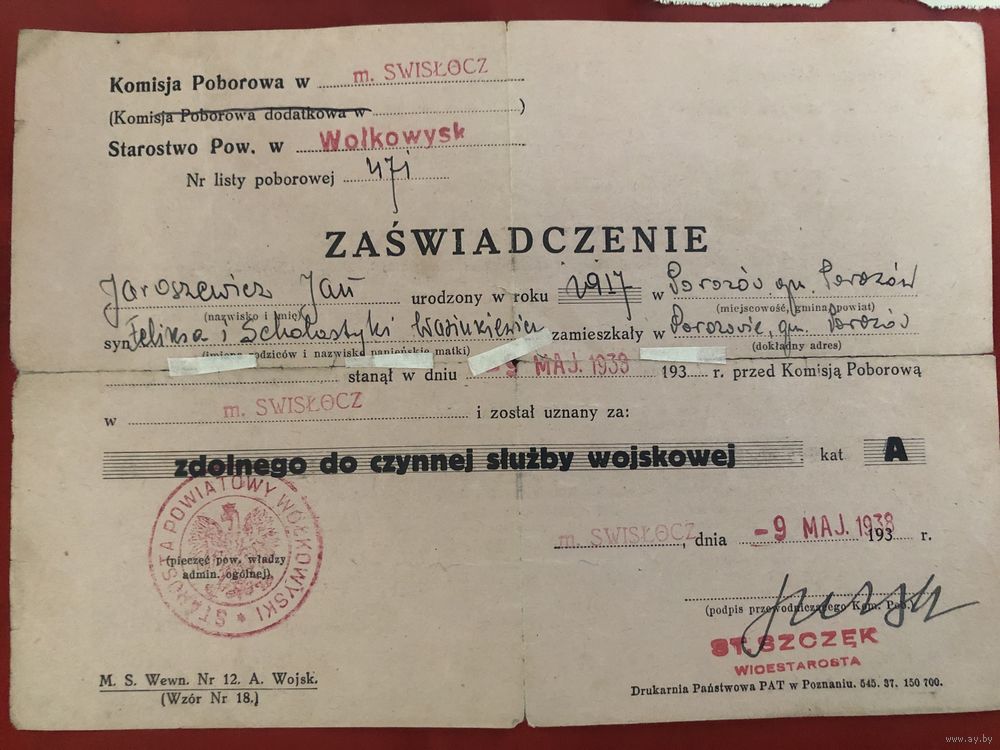 Komisja Poborowa w m. SWISŁOCZ
(Komisja Poborowa dodatkowa w )
Starostwo Pow. w Wołkowysk
Nr listy poborowej 471
ZAŚWIADCZENIE
Jaroszewicz Jan urodzony w roku 1917 w Porozów gm. Porozów
(nazwisko i imię) (miejscowość, gmina, powiat)
syn Feliksa i Scholastyki zamieszkały w Porozowie, gm. Porozów
(imiona rodziców i nazwisko panieńskie matki) (dokładny adres)
stanął w dniu -9 MAJ. 1938 193 r. przed Komisją Poborową
w m. SWISŁOCZ i został uznany za:
zdolnego do czynnej służby wojskowej kat A
STAROSTA POWIATOWY WOŁKOWYSKI
(pieczęć pow. władzy
admin. ogólnej)
m. SWISŁOCZ, dnia -9 MAJ. 1938 193 r.
(podpis przewodniczącego Kom. Pob.)
ST. SZCZĘK
WICESTAROSTA
M. S. Wewn. Nr 12. A. Wojsk.
(Wzór Nr 18.)
Drukarnia Państwowa PAT w Poznaniu. 545. 37. 150 700.
www.ay.by